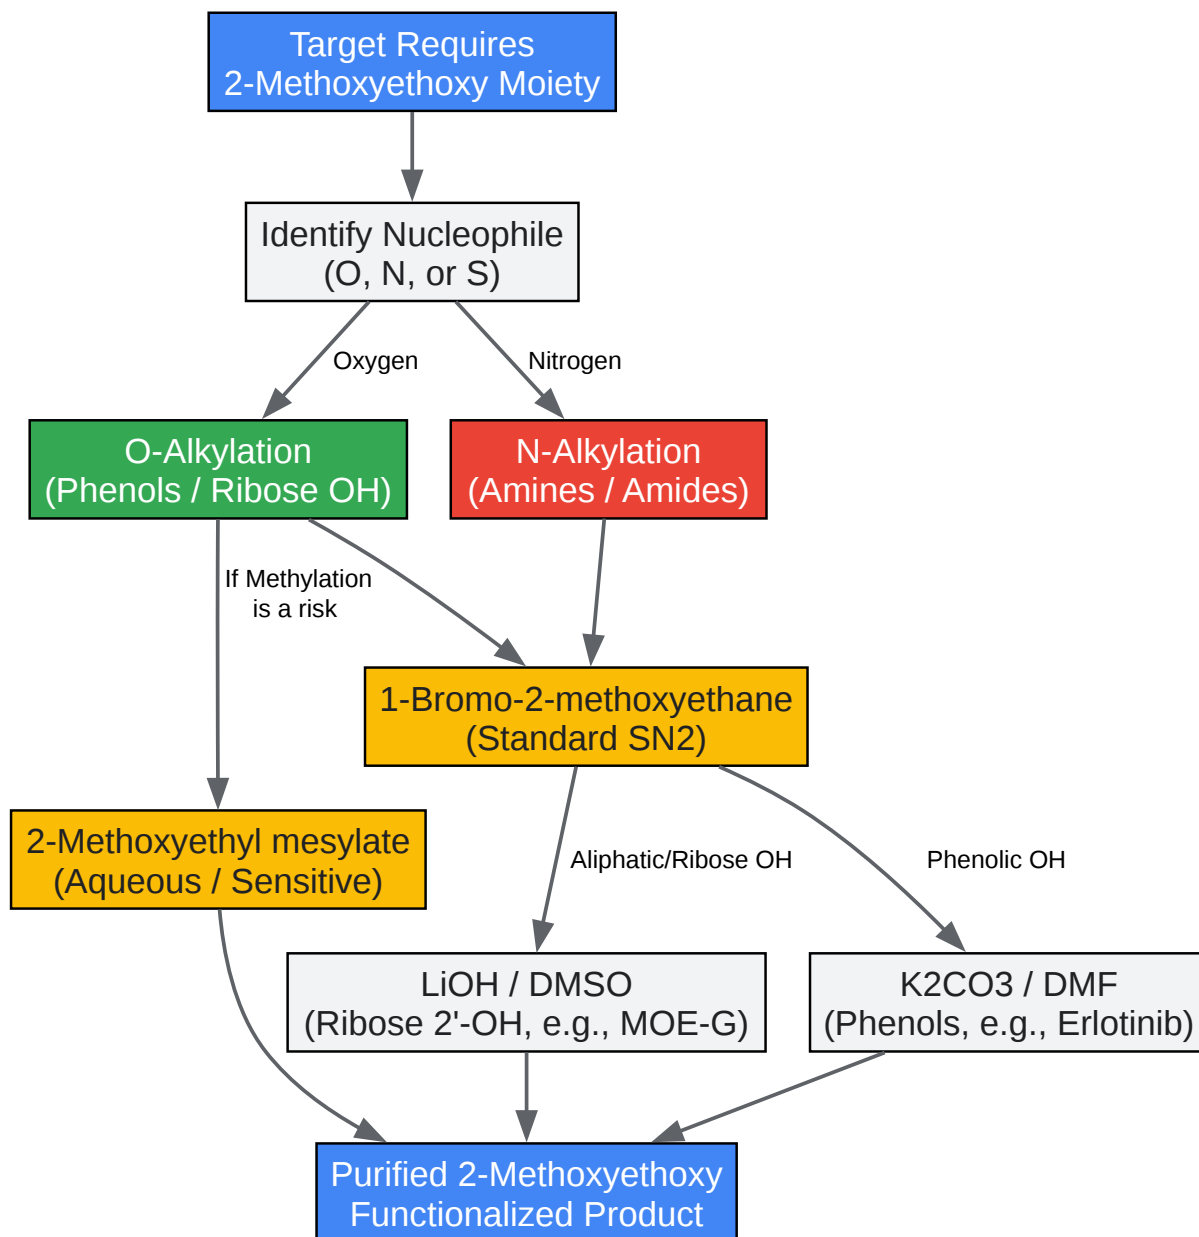 Target Requires
2-Methoxyethoxy Moiety
Identify Nucleophile
(O, N, or S)
Oxygen
Nitrogen
O-Alkylation
(Phenols / Ribose OH)
N-Alkylation
(Amines / Amides)
If Methylation
is a risk
1-Bromo-2-methoxyethane
(Standard SN2)
2-Methoxyethyl mesylate
(Aqueous / Sensitive)
Aliphatic/Ribose OH
Phenolic OH
LiOH / DMSO
(Ribose 2'-OH, e.g., MOE-G)
K2CO3 / DMF
(Phenols, e.g., Erlotinib)
Purified 2-Methoxyethoxy
Functionalized Product